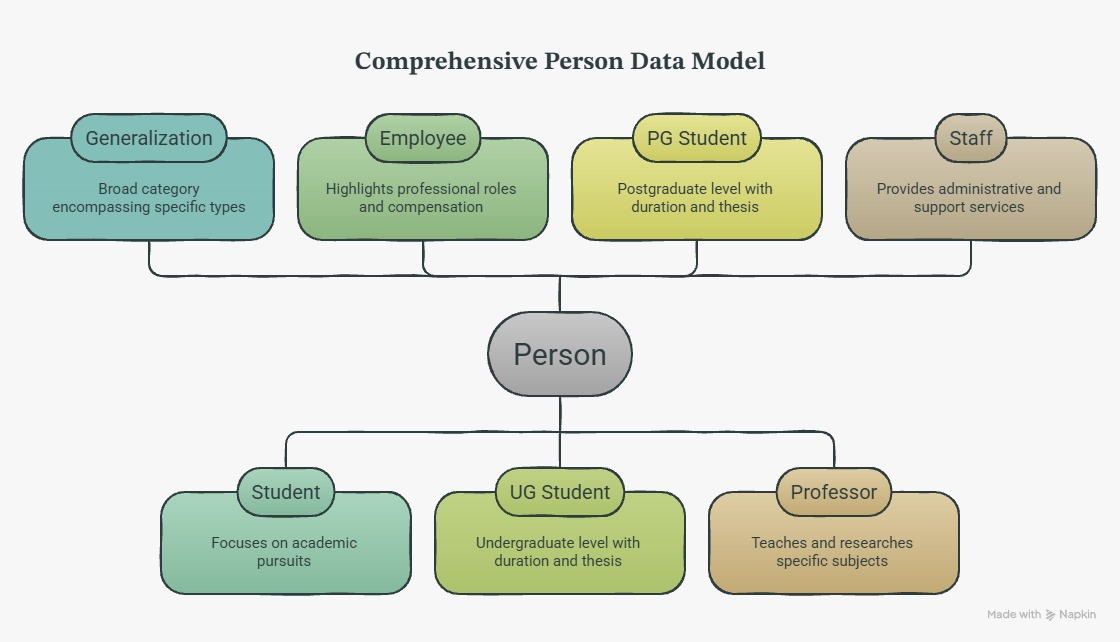 Comprehensive Person Data Model
Generalization
Broad category
encompassing specific types
Employee
Highlights professional roles
and compensation
PG Student
Postgraduate level with
duration and thesis
Staff
Provides administrative and
support services
Person
Student
Focuses on academic
pursuits
UG Student
Undergraduate level with
duration and thesis
Professor
Teaches and researches
specific subjects
Made with Napkin